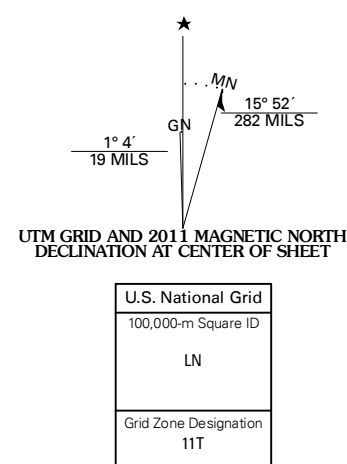 ★
MN
GN
15° 52´
282 MILS
1° 4´
19 MILS
UTM GRID AND 2011 MAGNETIC NORTH
DECLINATION AT CENTER OF SHEET
U.S. National Grid
100,000-m Square ID
LN
Grid Zone Designation
11T